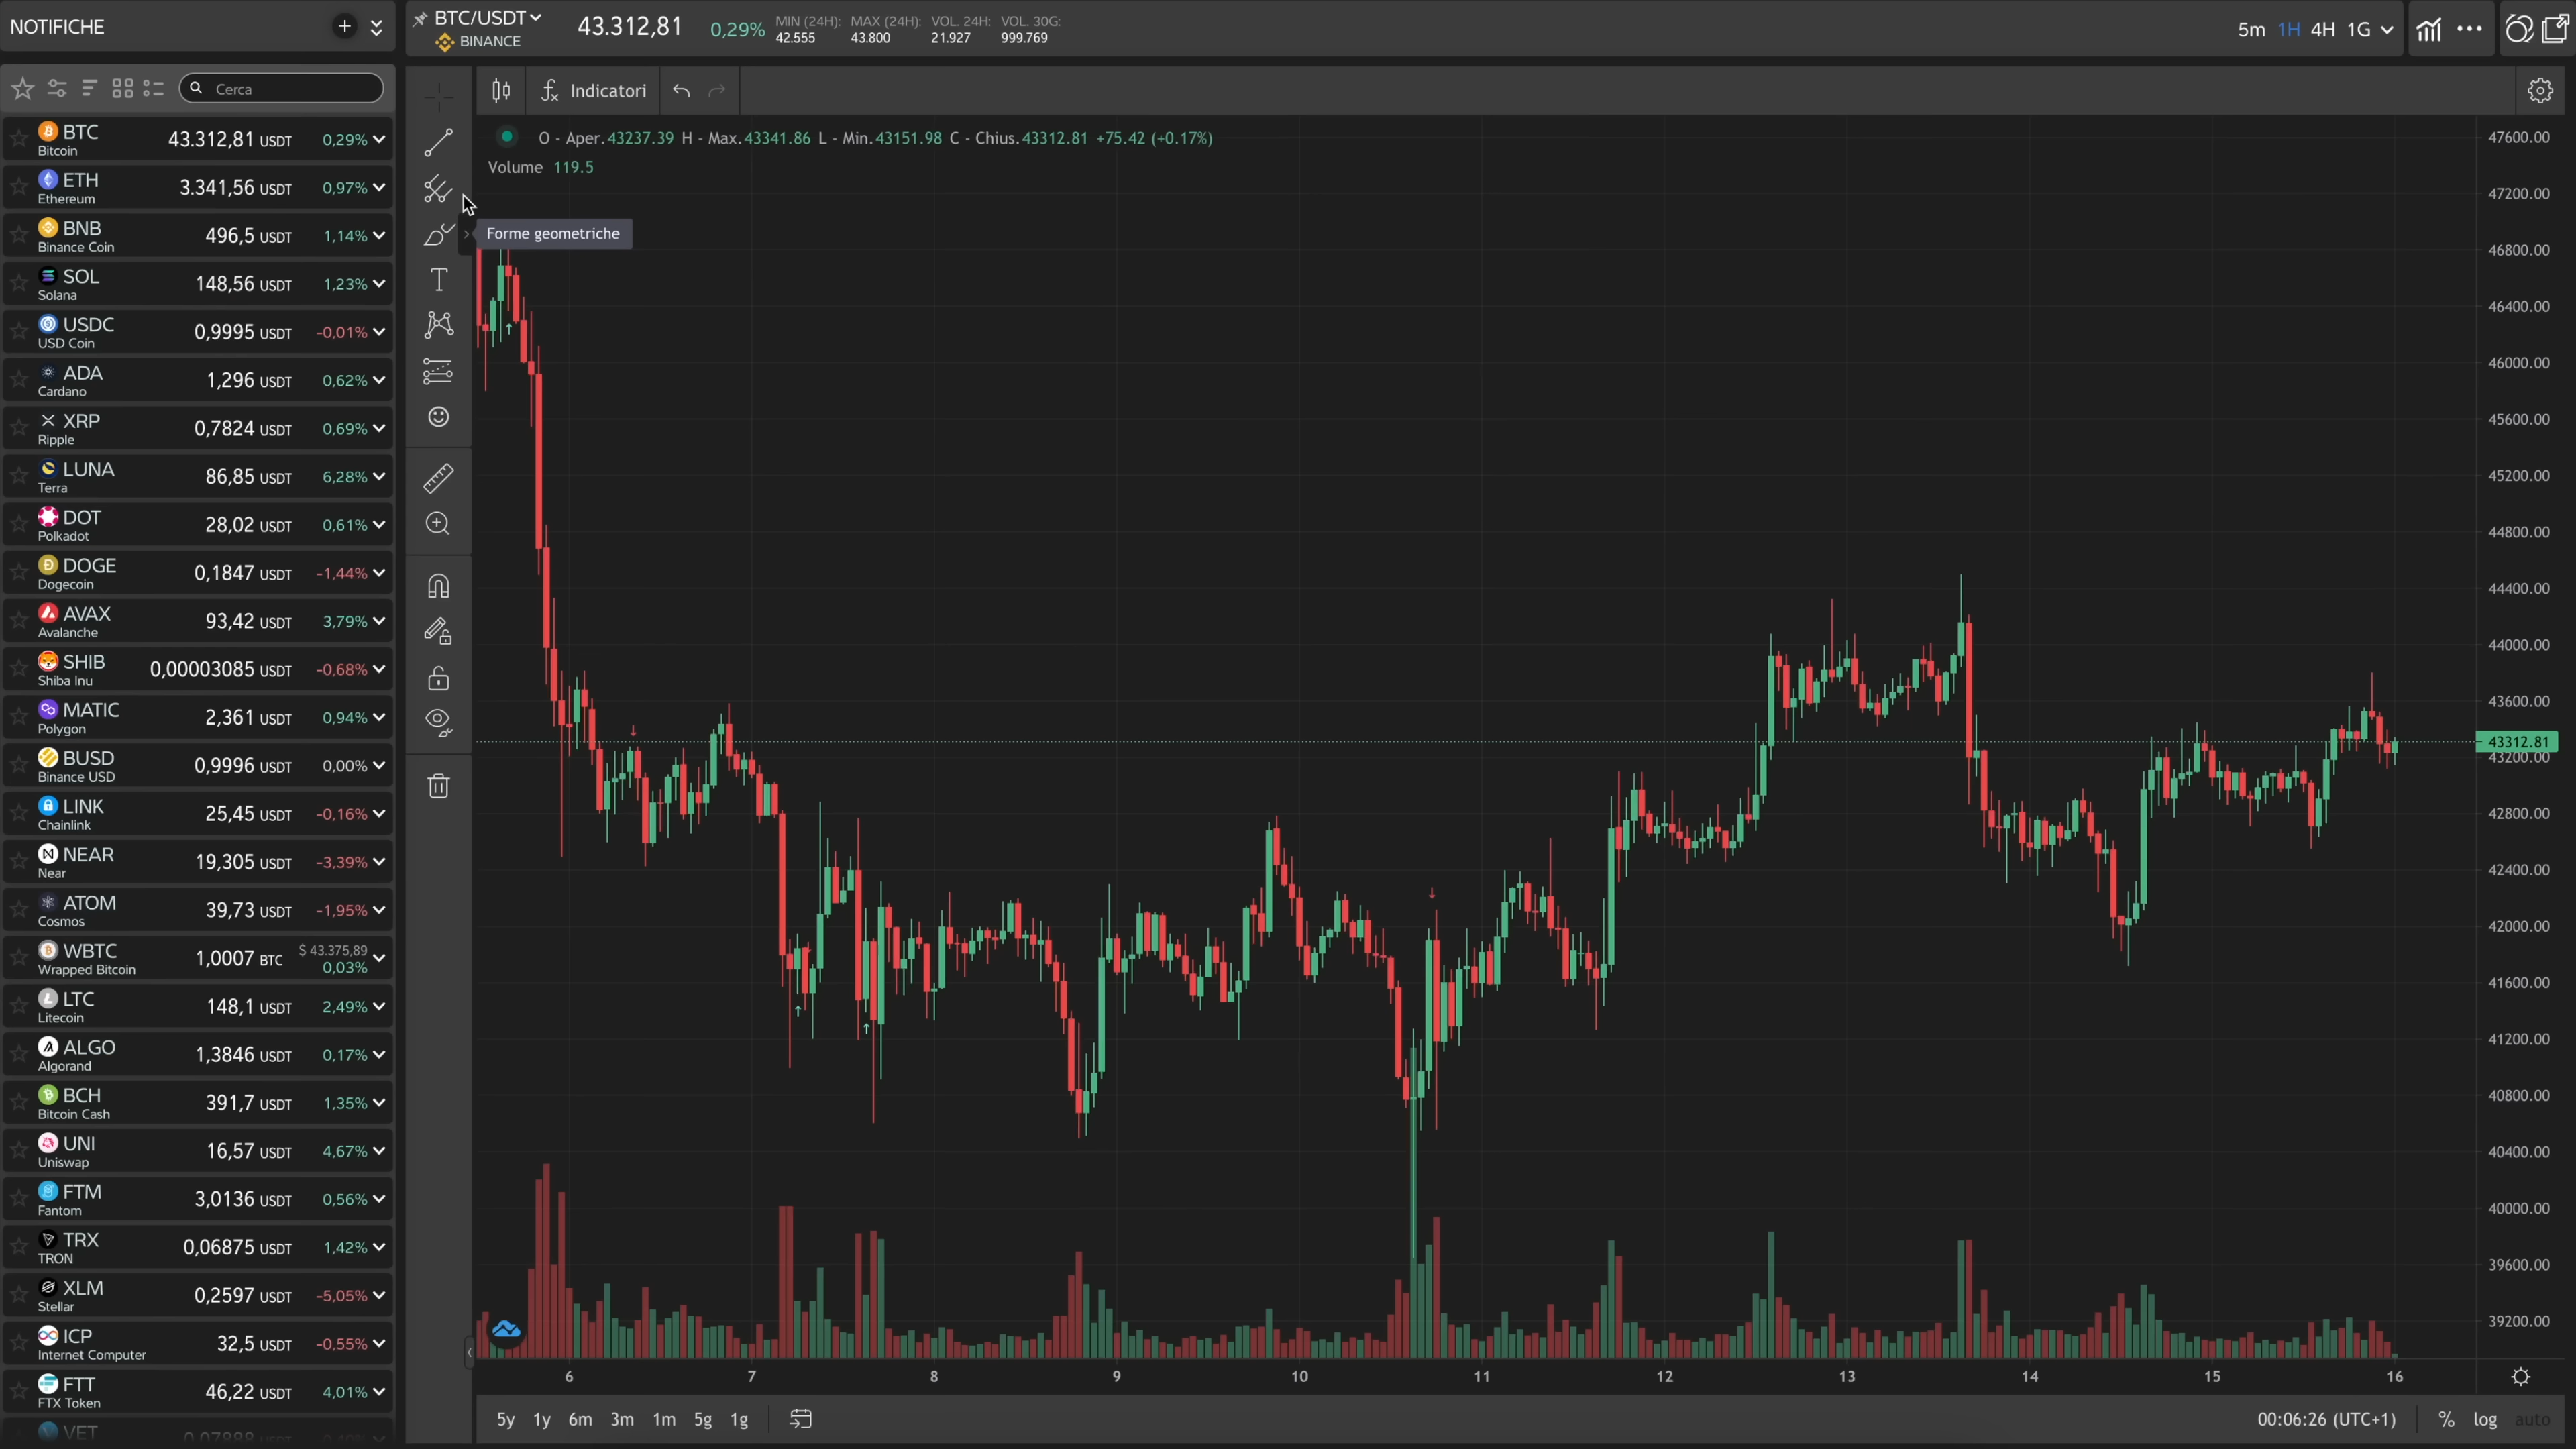 NOTIFICHE
BTC/USDT
BINANCE
43.312,81
0,29%
MIN (24H):
42.555
MAX (24H):
43.800
VOL. 24H:
21.927
VOL. 30G:
999.769
5m 1H 4H 1G
Cerca
Indicatori
O - Aper.43237.39 H - Max.43341.86 L - Min.43151.98 C - Chius.43312.81 +75.42 (+0.17%)
Volume 119.5
Forme geometriche
BTC 43.312,81 USDT 0,29%
Bitcoin
ETH 3.341,56 USDT 0,97%
Ethereum
BNB 496,5 USDT 1,14%
Binance Coin
SOL 148,56 USDT 1,23%
Solana
USDC 0,9995 USDT -0,01%
USD Coin
ADA 1,296 USDT 0,62%
Cardano
XRP 0,7824 USDT 0,69%
Ripple
LUNA 86,85 USDT 6,28%
Terra
DOT 28,02 USDT 0,61%
Polkadot
DOGE 0,1847 USDT -1,44%
Dogecoin
AVAX 93,42 USDT 3,79%
Avalanche
SHIB 0,00003085 USDT -0,68%
Shiba Inu
MATIC 2,361 USDT 0,94%
Polygon
BUSD 0,9996 USDT 0,00%
Binance USD
LINK 25,45 USDT -0,16%
Chainlink
NEAR 19,305 USDT -3,39%
Near
ATOM 39,73 USDT -1,95%
Cosmos
WBTC 1,0007 BTC $ 43.375,89
Wrapped Bitcoin 0,03%
LTC 148,1 USDT 2,49%
Litecoin
ALGO 1,3846 USDT 0,17%
Algorand
BCH 391,7 USDT 1,35%
Bitcoin Cash
UNI 16,57 USDT 4,67%
Uniswap
FTM 3,0136 USDT 0,56%
Fantom
TRX 0,06875 USDT 1,42%
TRON
XLM 0,2597 USDT -5,05%
Stellar
ICP 32,5 USDT -0,55%
Internet Computer
FTT 46,22 USDT 4,01%
FTX Token
VET
47600.00
47200.00
46800.00
46400.00
46000.00
45600.00
45200.00
44800.00
44400.00
44000.00
43600.00
43312.81
43200.00
42800.00
42400.00
42000.00
41600.00
41200.00
40800.00
40400.00
40000.00
39600.00
39200.00
6 7 8 9 10 11 12 13 14 15 16
5y 1y 6m 3m 1m 5g 1g
00:06:26 (UTC+1) % log auto